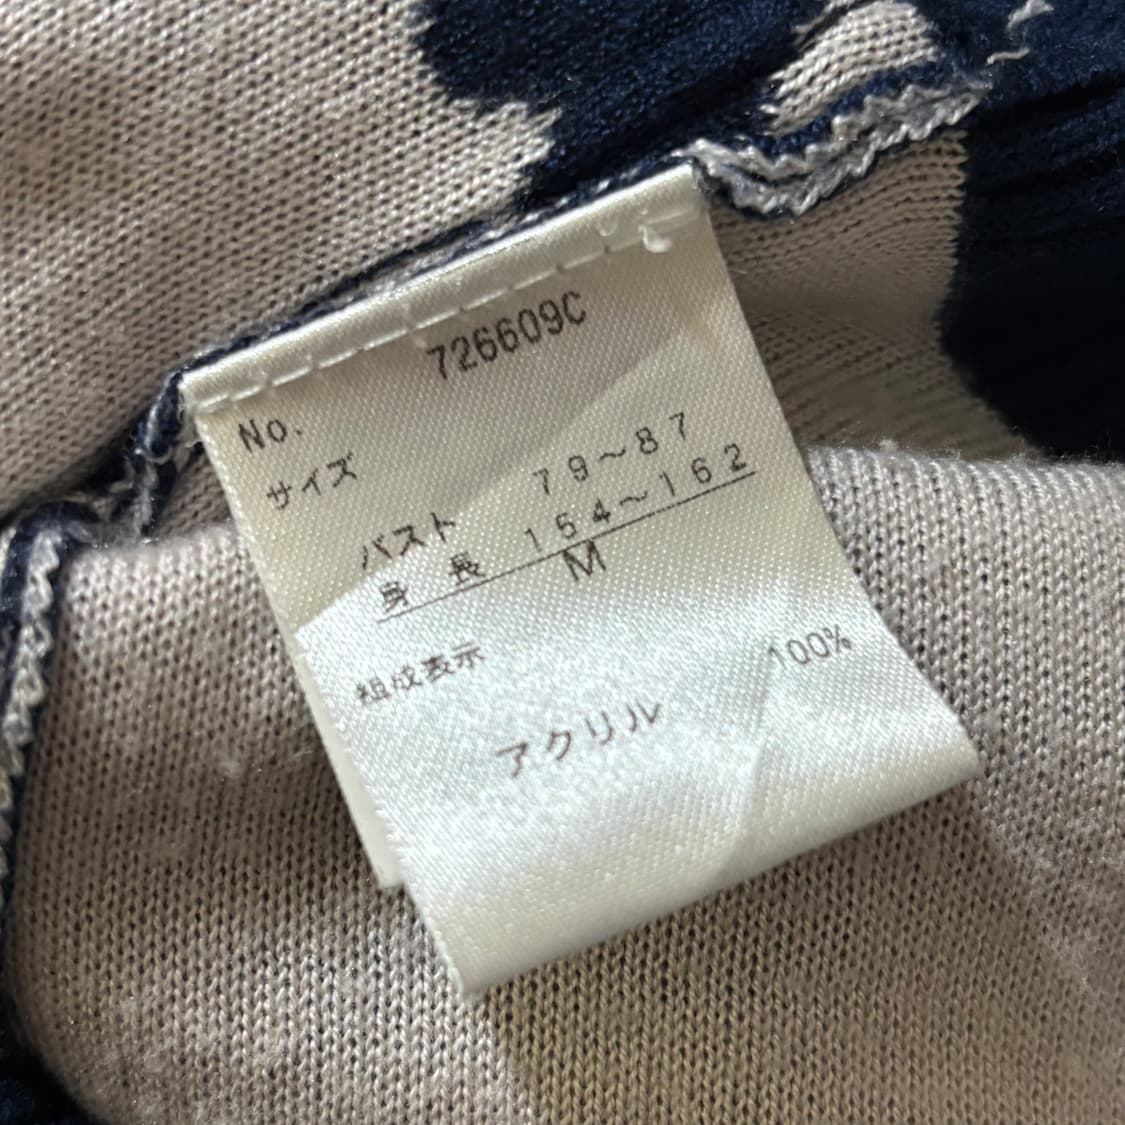 No. 726609C
サイズ
バスト 79～87
身長 154～162
M
組成表示
アクリル 100%